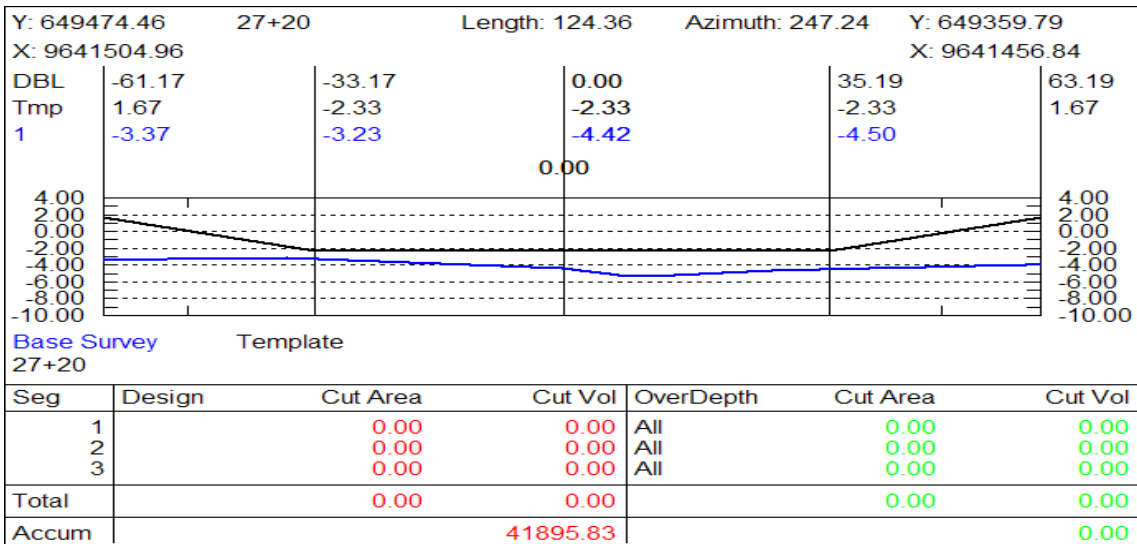 Y: 649474.46 27+20 Length: 124.36 Azimuth: 247.24 Y: 649359.79
X: 9641504.96 X: 9641456.84
DBL -61.17 -33.17 0.00 35.19 63.19
Tmp 1.67 -2.33 -2.33 -2.33 1.67
1 -3.37 -3.23 -4.42 -4.50
0.00
4.00 4.00
2.00 2.00
0.00 0.00
-2.00 -2.00
-4.00 -4.00
-6.00 -6.00
-8.00 -8.00
-10.00 -10.00
Base Survey Template
27+20
Seg Design Cut Area Cut Vol OverDepth Cut Area Cut Vol
1 0.00 0.00 All 0.00 0.00
2 0.00 0.00 All 0.00 0.00
3 0.00 0.00 All 0.00 0.00
Total 0.00 0.00 0.00 0.00
Accum 41895.83 0.00